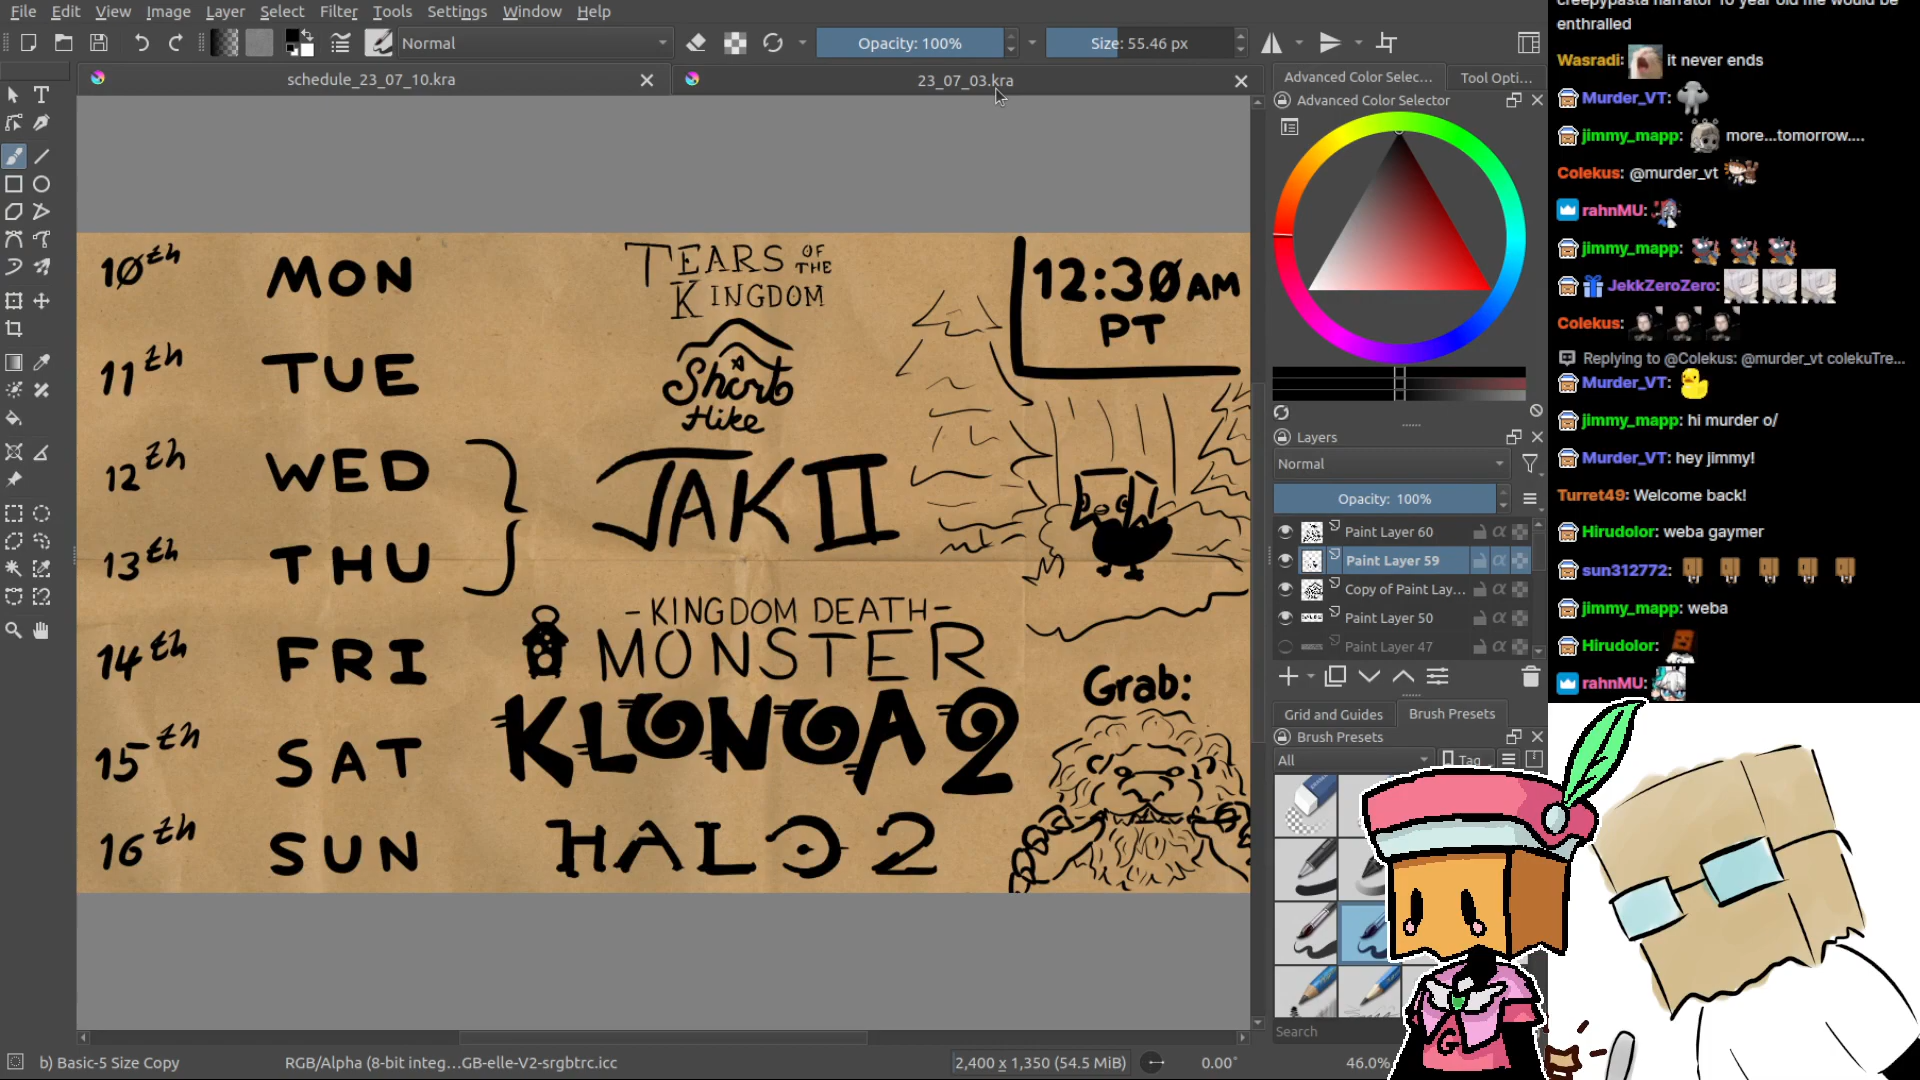 File Edit View Image Layer Select Filter Tools Settings Window Help
Normal
Opacity: 100%
Size: 55.46 px
schedule_23_07_10.kra
23_07_03.kra
10th MON TEARS OF THE KINGDOM
12:30AM PT
11th TUE A Short Hike
12th WED
JAK II
13th THU
14th FRI -KINGDOM DEATH- MONSTER
15th SAT KLONOA 2
16th SUN HALO 2
Grab:
Advanced Color Selec...
Tool Opti...
Advanced Color Selector
Layers
Normal
Opacity: 100%
Paint Layer 60
Paint Layer 59
Copy of Paint Lay...
Paint Layer 50
Paint Layer 47
Grid and Guides
Brush Presets
Brush Presets
All
Tag
Search
G
b) Basic-5 Size Copy
RGB/Alpha (8-bit integ...GB-elle-V2-srgbtrc.icc
2,400 x 1,350 (54.5 MiB)
0.00°
46.0%
creepypasta narrator 10 year old me would be
enthralled
Wasradi: it never ends
Murder_VT:
jimmy_mapp: more...tomorrow....
Colekus: @murder_vt
rahnMU:
jimmy_mapp:
JekkZeroZero:
Colekus:
Replying to @Colekus: @murder_vt colekuTre...
Murder_VT:
jimmy_mapp: hi murder o/
Murder_VT: hey jimmy!
Turret49: Welcome back!
Hirudolor: weba gaymer
sun312772:
jimmy_mapp: weba
Hirudolor:
rahnMU: